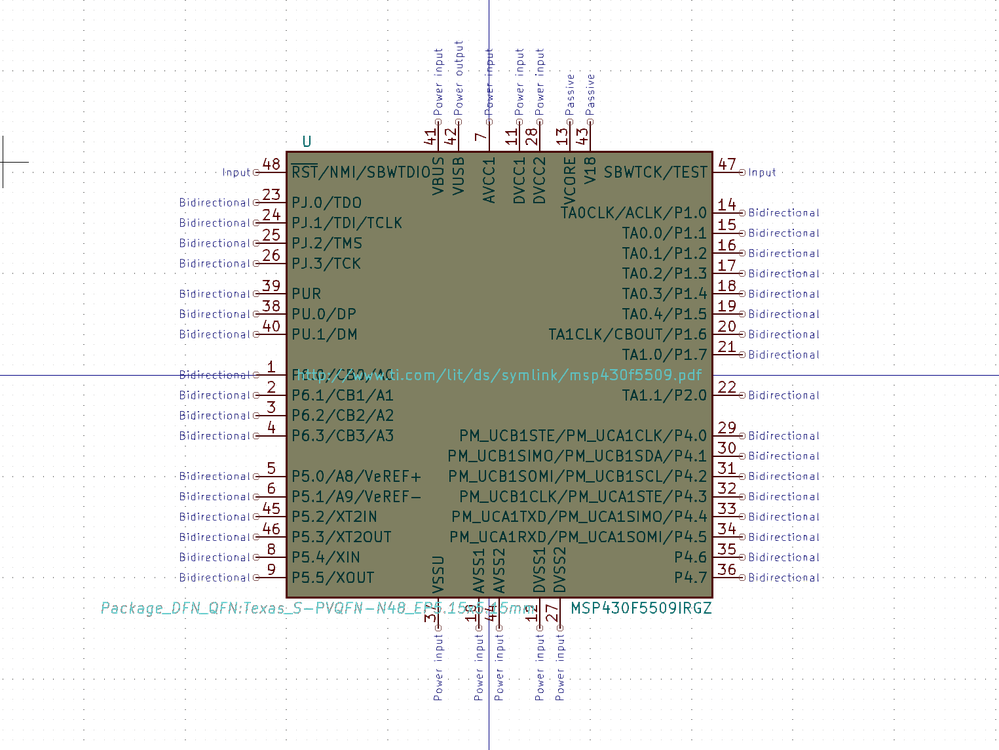 Power input
Power output
Power input
Power input
Power input
Passive
Passive
41
42
7
11
28
13
43
U
VBUS
VUSB
AVCC1
DVCC1
DVCC2
VCORE
V18
Input 48 RST/NMI/SBWTDIO
SBWTCK/TEST 47 Input
Bidirectional 23 PJ.0/TDO
Bidirectional 24 PJ.1/TDI/TCLK
Bidirectional 25 PJ.2/TMS
Bidirectional 26 PJ.3/TCK
Bidirectional 39 PUR
Bidirectional 38 PU.0/DP
Bidirectional 40 PU.1/DM
Bidirectional 1 P6.0/CB0/A0
http://www.ti.com/lit/ds/symlink/msp430f5509.pdf
Bidirectional 2 P6.1/CB1/A1
Bidirectional 3 P6.2/CB2/A2
Bidirectional 4 P6.3/CB3/A3
Bidirectional 5 P5.0/A8/VeREF+
Bidirectional 6 P5.1/A9/VeREF-
Bidirectional 45 P5.2/XT2IN
Bidirectional 46 P5.3/XT2OUT
Bidirectional 8 P5.4/XIN
Bidirectional 9 P5.5/XOUT
TA0CLK/ACLK/P1.0 14 Bidirectional
TA0.0/P1.1 15 Bidirectional
TA0.1/P1.2 16 Bidirectional
TA0.2/P1.3 17 Bidirectional
TA0.3/P1.4 18 Bidirectional
TA0.4/P1.5 19 Bidirectional
TA1CLK/CBOUT/P1.6 20 Bidirectional
TA1.0/P1.7 21 Bidirectional
TA1.1/P2.0 22 Bidirectional
PM_UCB1STE/PM_UCA1CLK/P4.0 29 Bidirectional
PM_UCB1SIMO/PM_UCB1SDA/P4.1 30 Bidirectional
PM_UCB1SOMI/PM_UCB1SCL/P4.2 31 Bidirectional
PM_UCB1CLK/PM_UCA1STE/P4.3 32 Bidirectional
PM_UCA1TXD/PM_UCA1SIMO/P4.4 33 Bidirectional
PM_UCA1RXD/PM_UCA1SOMI/P4.5 34 Bidirectional
P4.6 35 Bidirectional
P4.7 36 Bidirectional
VSSU
AVSS1
AVSS2
DVSS1
DVSS2
Package_DFN_QFN:Texas_S-PVQFN-N48_EP5.15x5.15mm
MSP430F5509IRGZ
10
44
12
27
Power input
Power input
Power input
Power input
Power input